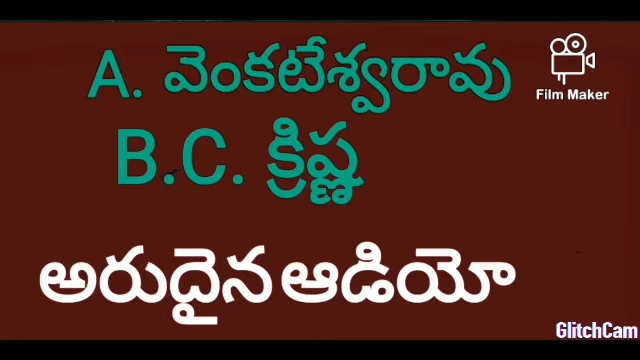 A. వెంకటేశ్వరావు
Film Maker
B.C. క్రిష్ణ
అరుదైన ఆడియో
GlitchCam